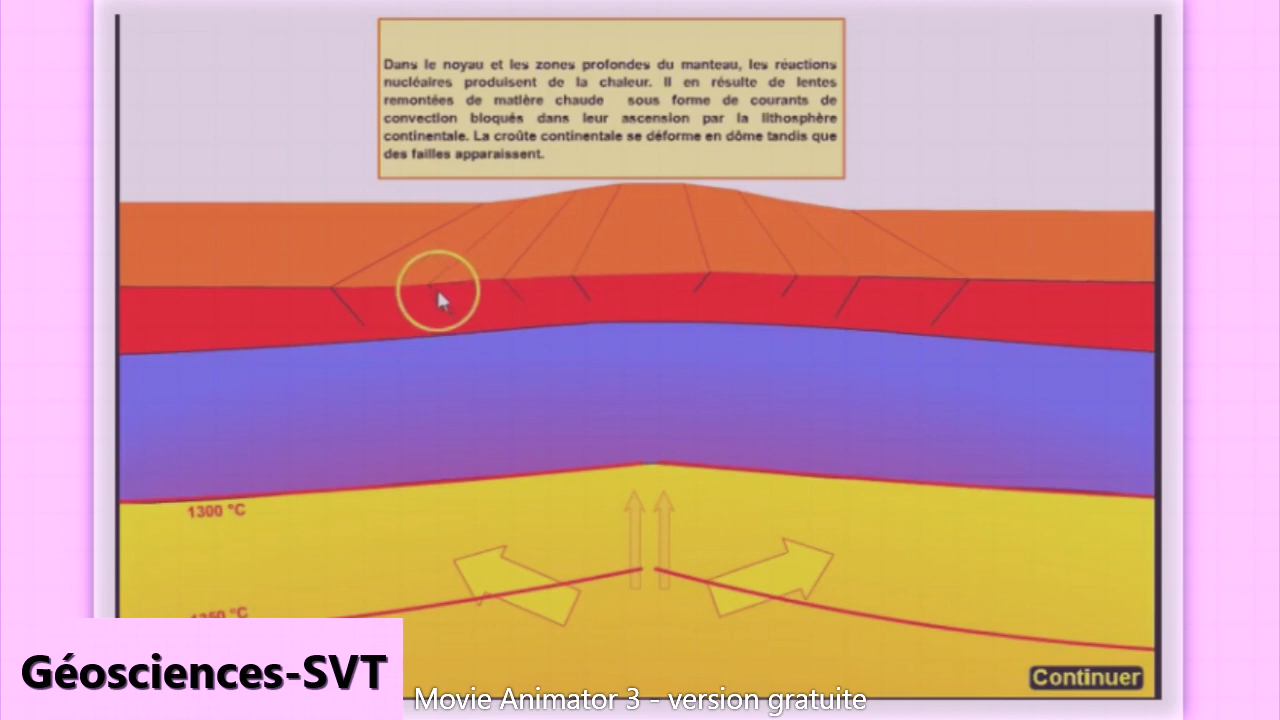 Dans le noyau et les zones profondes du manteau, les réactions
nucléaires produisent de la chaleur. Il en résulte de lentes
remontées de matière chaude sous forme de courants de
convection bloqués dans leur ascension par la lithosphère
continentale. La croûte continentale se déforme en dôme tandis que
des failles apparaissent.
1300 °C
1350 °C
Continuer
Géosciences-SVT
Movie Animator 3 - version gratuite